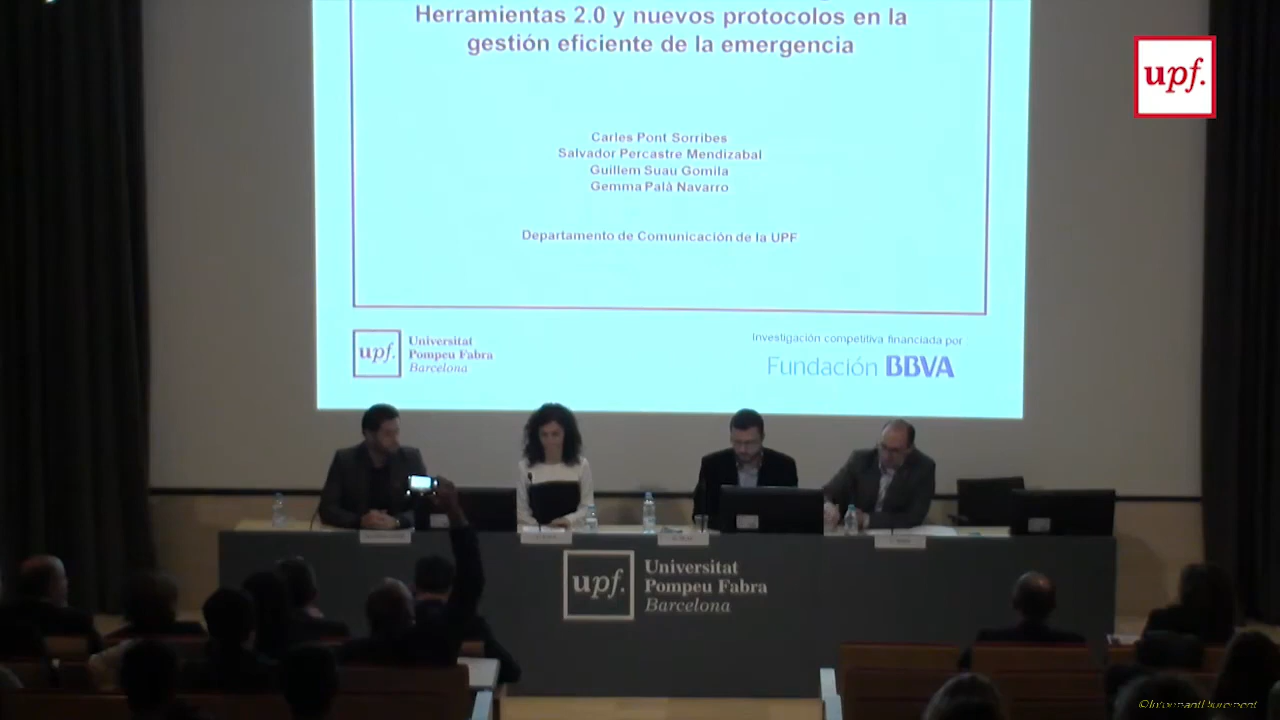 Herramientas 2.0 y nuevos protocolos en la
gestión eficiente de la emergencia
upf.
Carles Pont Sorribes
Salvador Percastre Mendizabal
Guillem Suau Gomila
Gemma Palà Navarro
Departamento de Comunicación de la UPF
upf.
Universitat
Pompeu Fabra
Barcelona
Investigación competitiva financiada por
Fundación BBVA
upf.
Universitat
Pompeu Fabra
Barcelona